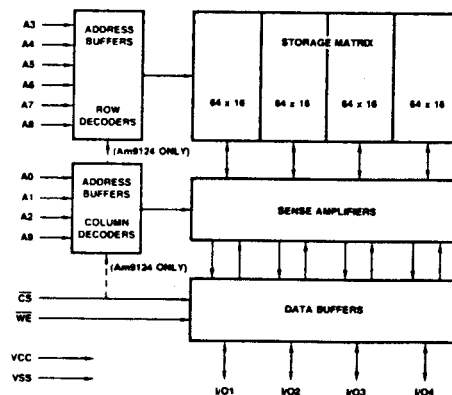 A3
A4
A5
A6
A7
A8
ADDRESS
BUFFERS
ROW
DECODERS
STORAGE MATRIX
64 x 16
64 x 16
64 x 16
64 x 16
(Am9124 ONLY)
A0
A1
A2
A9
ADDRESS
BUFFERS
COLUMN
DECODERS
SENSE AMPLIFIERS
(Am9124 ONLY)
CS
WE
DATA BUFFERS
VCC
VSS
I/O1
I/O2
I/O3
I/O4